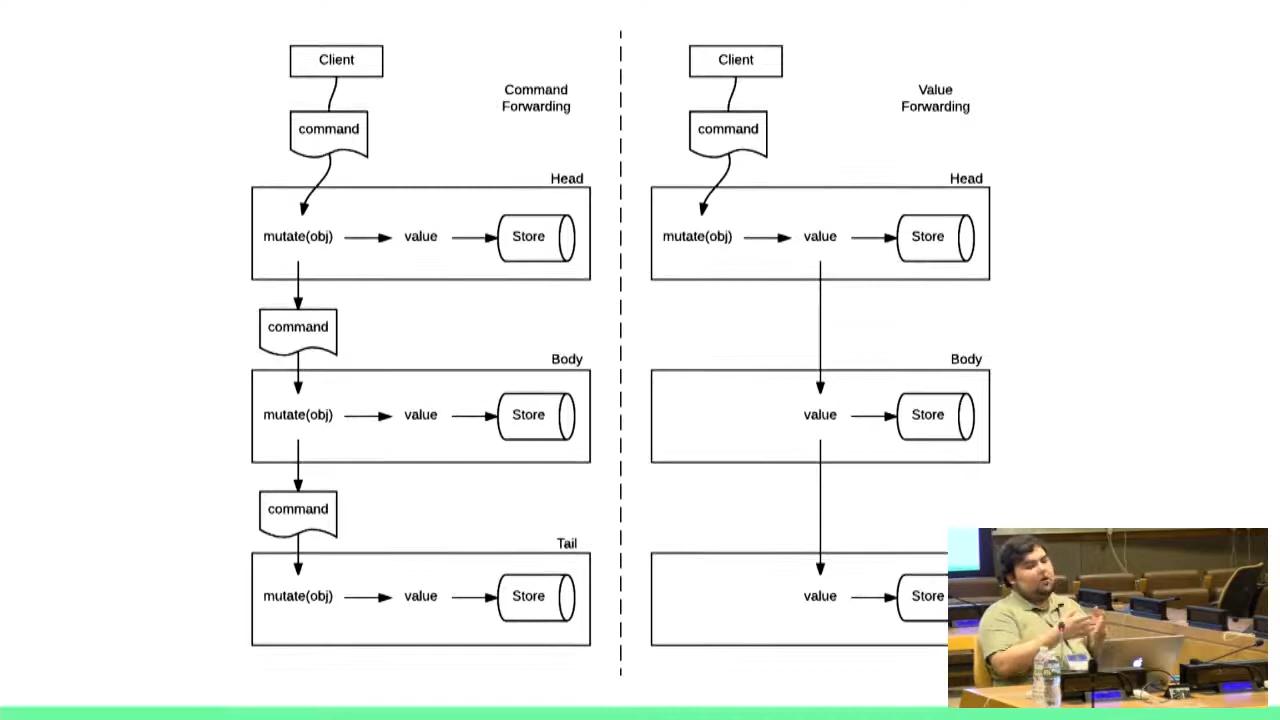 Client
Command
Forwarding
command
Head
mutate(obj)
value
Store
command
Body
mutate(obj)
value
Store
command
Tail
mutate(obj)
value
Store
Client
Value
Forwarding
command
Head
mutate(obj)
value
Store
Body
value
Store
value
Store